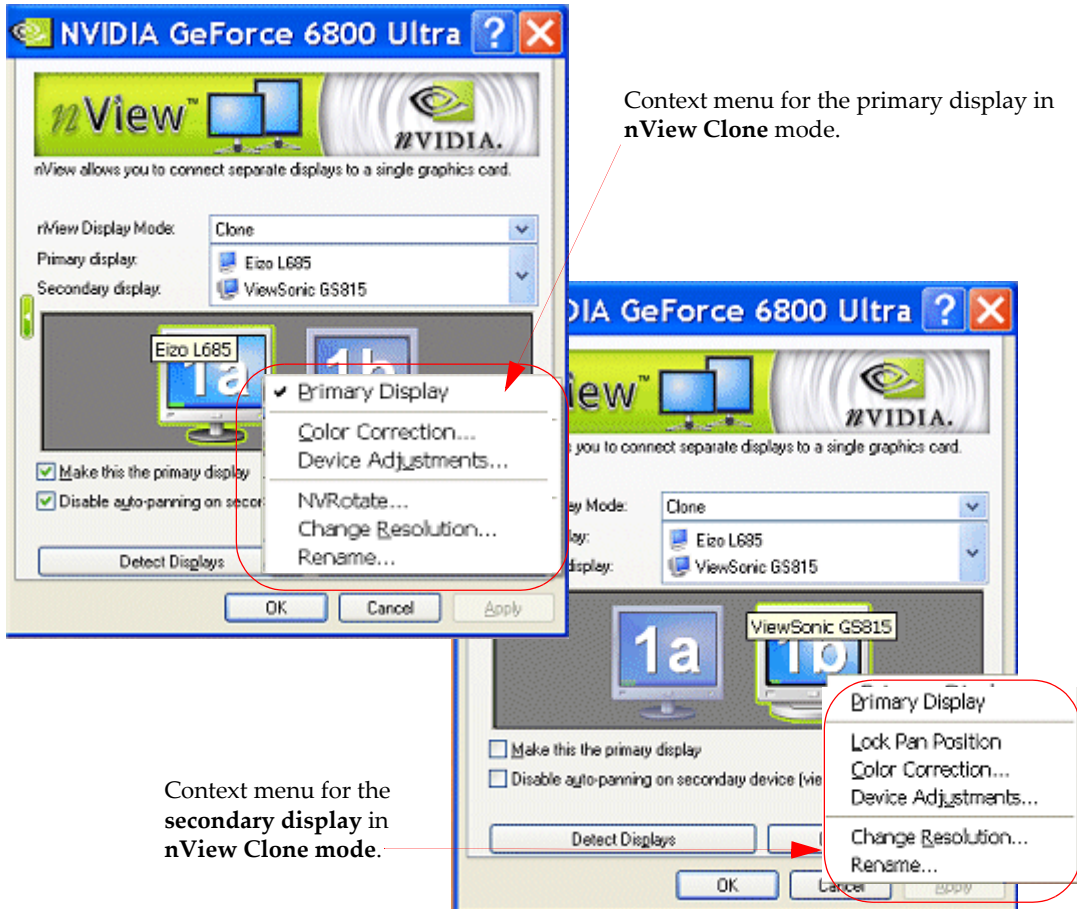 NVIDIA GeForce 6800 Ultra
nView™
NVIDIA.
nView allows you to connect separate displays to a single graphics card.
nView Display Mode:
Clone
Primary display:
Eizo L685
Secondary display:
ViewSonic GS815
Eizo L685
1a
1b
Primary Display
Color Correction...
Device Adjustments...
NVRotate...
Change Resolution...
Rename...
Make this the primary display
Disable auto-panning on secon
Detect Displays
OK
Cancel
Apply
Context menu for the primary display in
nView Clone mode.
DIA GeForce 6800 Ultra
iew™
NVIDIA.
you to connect separate displays to a single graphics card.
ay Mode:
Clone
lay:
Eizo L685
display:
ViewSonic GS815
ViewSonic GS815
1a
1b
Primary Display
Lock Pan Position
Color Correction...
Device Adjustments...
Change Resolution...
Rename...
Make this the primary display
Disable auto-panning on secondary device (vie
Detect Displays
OK
Cancel
Apply
Context menu for the
secondary display in
nView Clone mode.